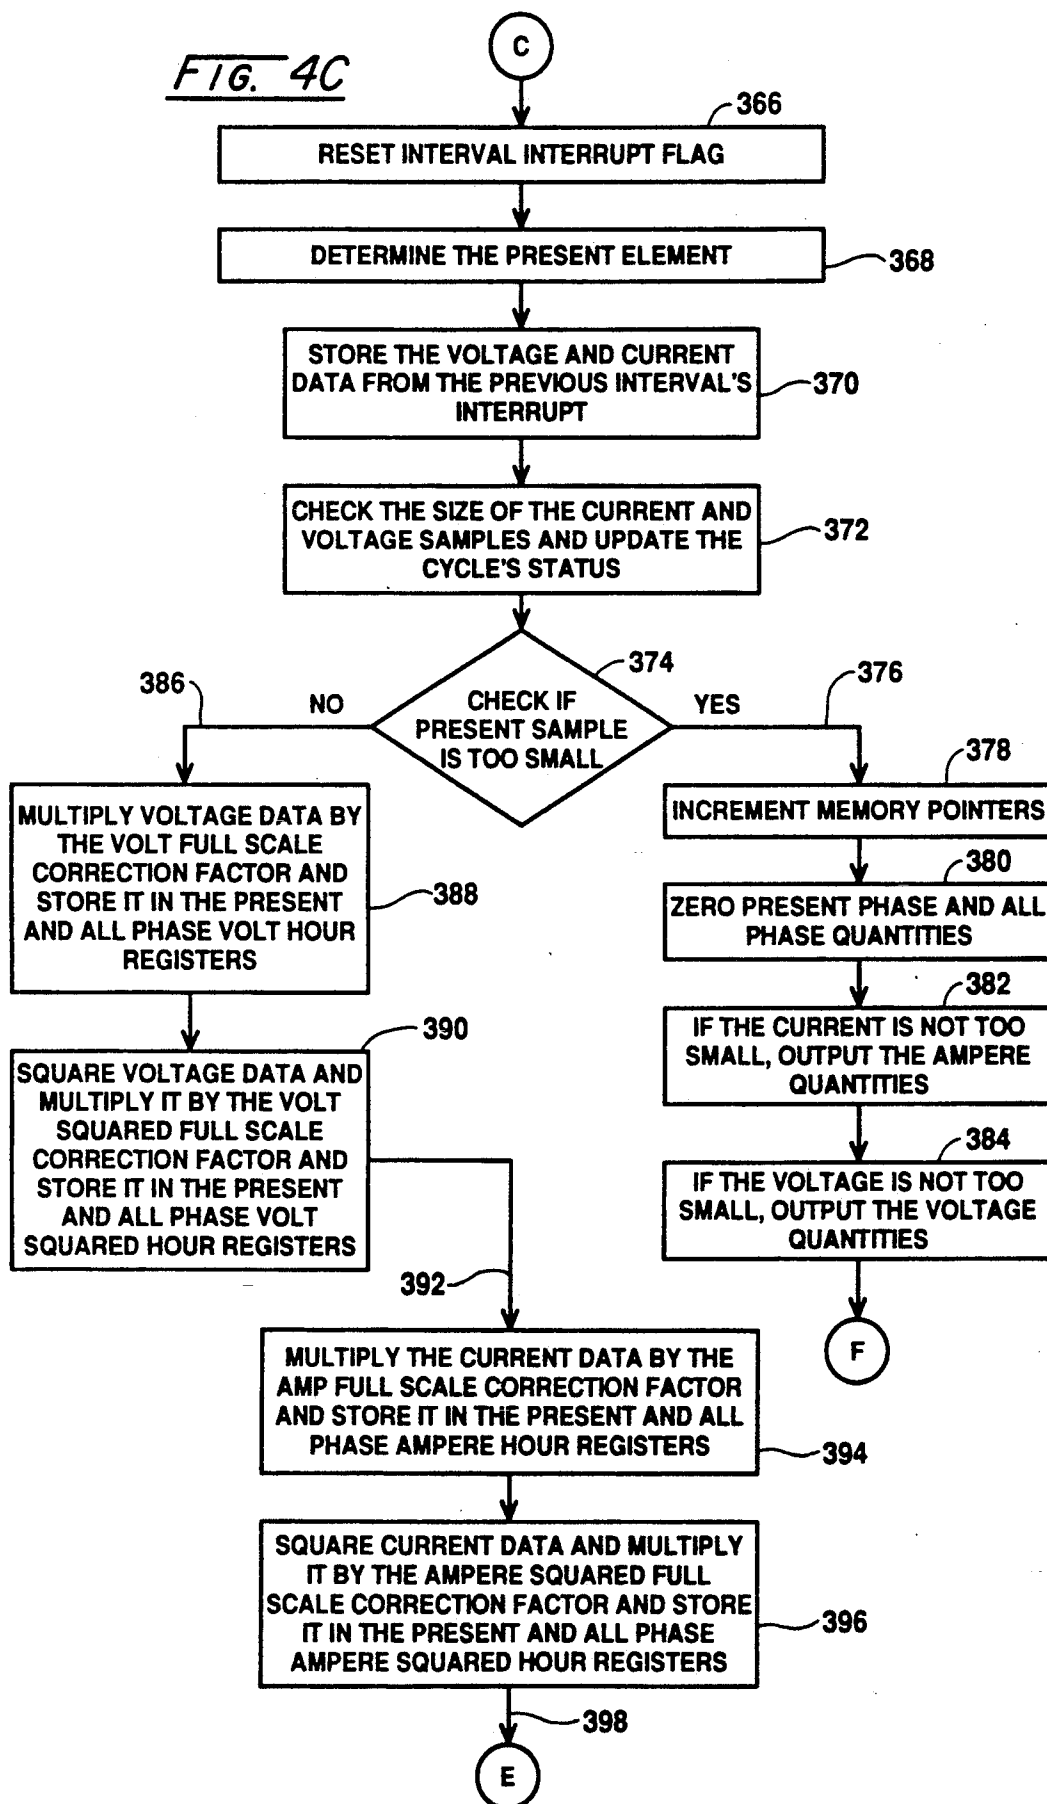 FIG. 4C
C
366
RESET INTERVAL INTERRUPT FLAG
DETERMINE THE PRESENT ELEMENT
368
STORE THE VOLTAGE AND CURRENT
DATA FROM THE PREVIOUS INTERVAL'S
INTERRUPT
370
CHECK THE SIZE OF THE CURRENT AND
VOLTAGE SAMPLES AND UPDATE THE
CYCLE'S STATUS
372
374
CHECK IF
PRESENT SAMPLE
IS TOO SMALL
386
NO
YES
376
378
INCREMENT MEMORY POINTERS
380
ZERO PRESENT PHASE AND ALL
PHASE QUANTITIES
382
IF THE CURRENT IS NOT TOO
SMALL, OUTPUT THE AMPERE
QUANTITIES
384
IF THE VOLTAGE IS NOT TOO
SMALL, OUTPUT THE VOLTAGE
QUANTITIES
F
MULTIPLY VOLTAGE DATA BY
THE VOLT FULL SCALE
CORRECTION FACTOR AND
STORE IT IN THE PRESENT
AND ALL PHASE VOLT HOUR
REGISTERS
388
390
SQUARE VOLTAGE DATA AND
MULTIPLY IT BY THE VOLT
SQUARED FULL SCALE
CORRECTION FACTOR AND
STORE IT IN THE PRESENT
AND ALL PHASE VOLT
SQUARED HOUR REGISTERS
392
MULTIPLY THE CURRENT DATA BY THE
AMP FULL SCALE CORRECTION FACTOR
AND STORE IT IN THE PRESENT AND ALL
PHASE AMPERE HOUR REGISTERS
394
SQUARE CURRENT DATA AND MULTIPLY
IT BY THE AMPERE SQUARED FULL
SCALE CORRECTION FACTOR AND STORE
IT IN THE PRESENT AND ALL PHASE
AMPERE SQUARED HOUR REGISTERS
396
398
E